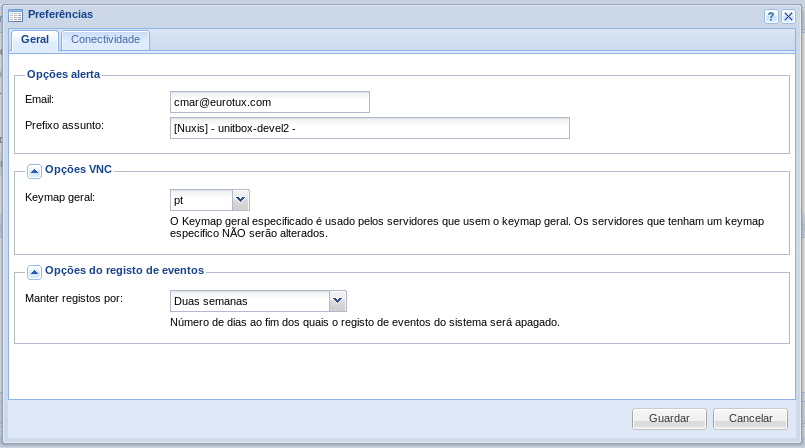 Preferências
Geral Conectividade
Opções alerta
Email: cmar@eurotux.com
Prefixo assunto: [Nuxis] - unitbox-devel2 -
Opções VNC
Keymap geral: pt
O Keymap geral especificado é usado pelos servidores que usem o keymap geral. Os servidores que tenham um keymap
especifico NÃO serão alterados.
Opções do registo de eventos
Manter registos por: Duas semanas
Número de dias ao fim dos quais o registo de eventos do sistema será apagado.
Guardar Cancelar